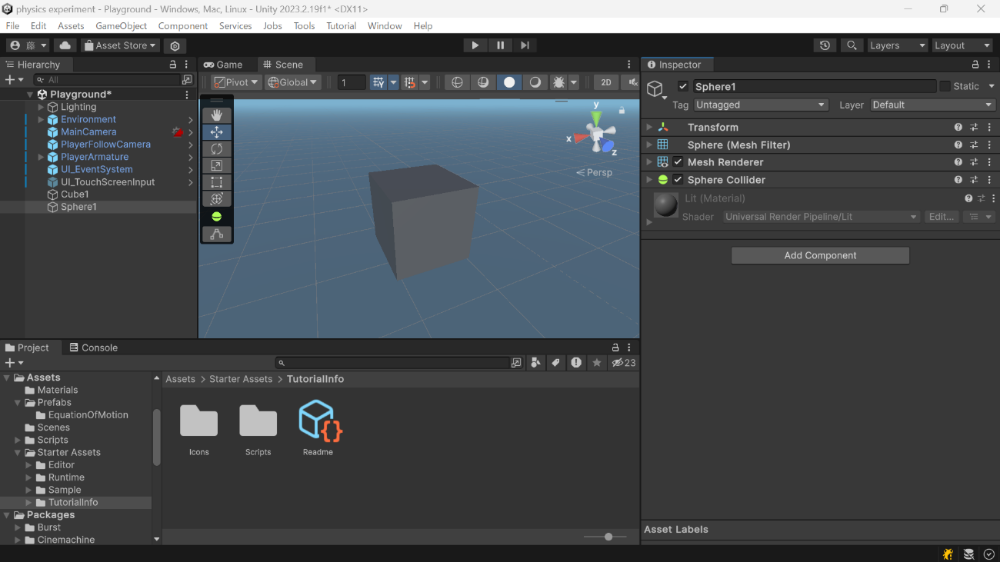 physics experiment - Playground - Windows, Mac, Linux - Unity 2023.2.19f1* <DX11>
File Edit Assets GameObject Component Services Jobs Tools Tutorial Window Help
藤 Asset Store Layers Layout
Hierarchy
All
Playground*
Lighting
Environment
MainCamera
PlayerFollowCamera
PlayerArmature
UI_EventSystem
UI_TouchScreenInput
Cube1
Sphere1
Game Scene
Pivot Global 1 2D
y
x
z
Persp
Inspector
Sphere1 Static
Tag Untagged Layer Default
Transform
Sphere (Mesh Filter)
Mesh Renderer
Sphere Collider
Lit (Material)
Shader Universal Render Pipeline/Lit Edit...
Add Component
Project Console
23
Assets
Materials
Prefabs
EquationOfMotion
Scenes
Scripts
Starter Assets
Editor
Runtime
Sample
TutorialInfo
Packages
Burst
Cinemachine
Assets > Starter Assets > TutorialInfo
Icons Scripts Readme
Asset Labels